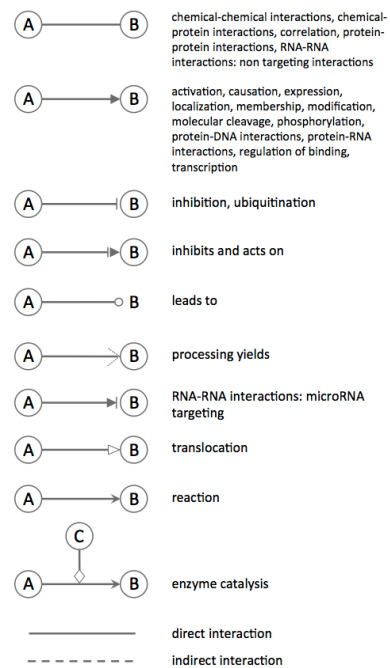 A B chemical-chemical interactions, chemical-
protein interactions, correlation, protein-
protein interactions, RNA-RNA
interactions: non targeting interactions
A B activation, causation, expression,
localization, membership, modification,
molecular cleavage, phosphorylation,
protein-DNA interactions, protein-RNA
interactions, regulation of binding,
transcription
A B inhibition, ubiquitination
A B inhibits and acts on
A B leads to
A B processing yields
A B RNA-RNA interactions: microRNA
targeting
A B translocation
A B reaction
C
A B enzyme catalysis
direct interaction
indirect interaction